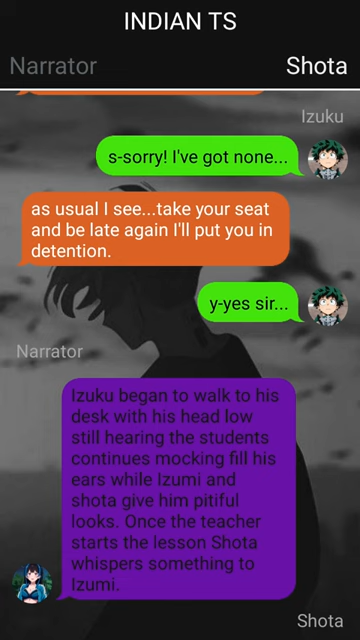 INDIAN TS
Narrator
Shota
Izuku
s-sorry! I've got none...
as usual I see...take your seat
and be late again I'll put you in
detention.
y-yes sir...
Narrator
Izuku began to walk to his
desk with his head low
still hearing the students
continues mocking fill his
ears while Izumi and
shota give him pitiful
looks. Once the teacher
starts the lesson Shota
whispers something to
Izumi.
Shota